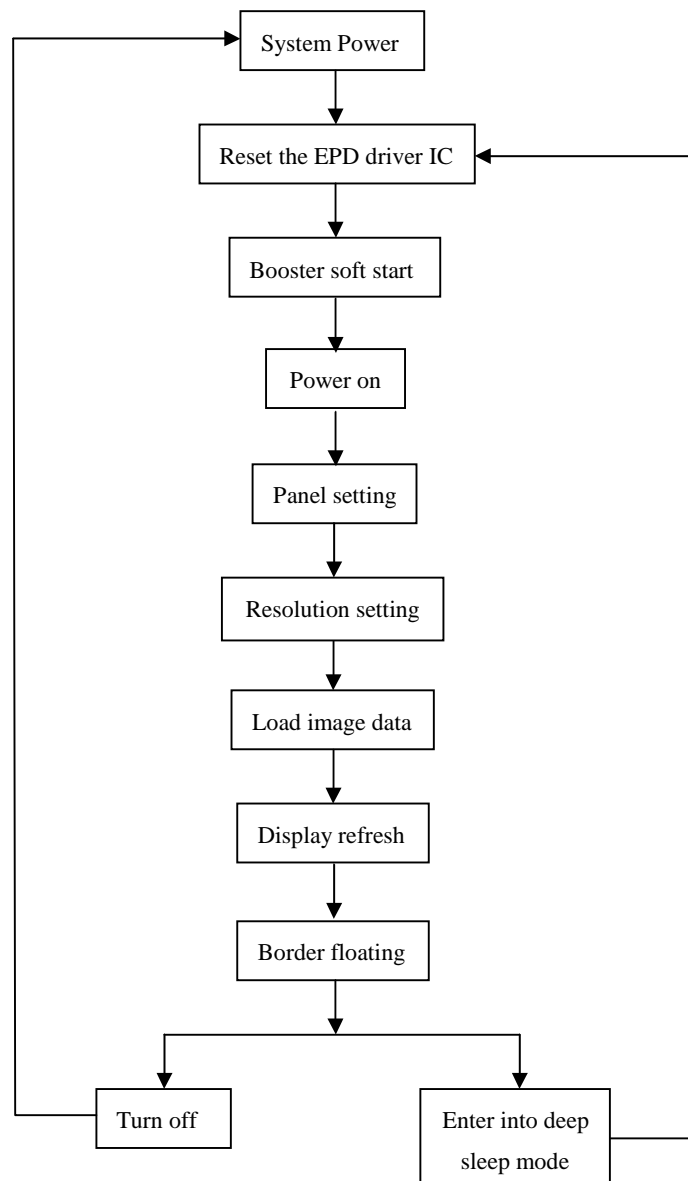 System Power
Reset the EPD driver IC
Booster soft start
Power on
Panel setting
Resolution setting
Load image data
Display refresh
Border floating
Turn off
Enter into deep
sleep mode